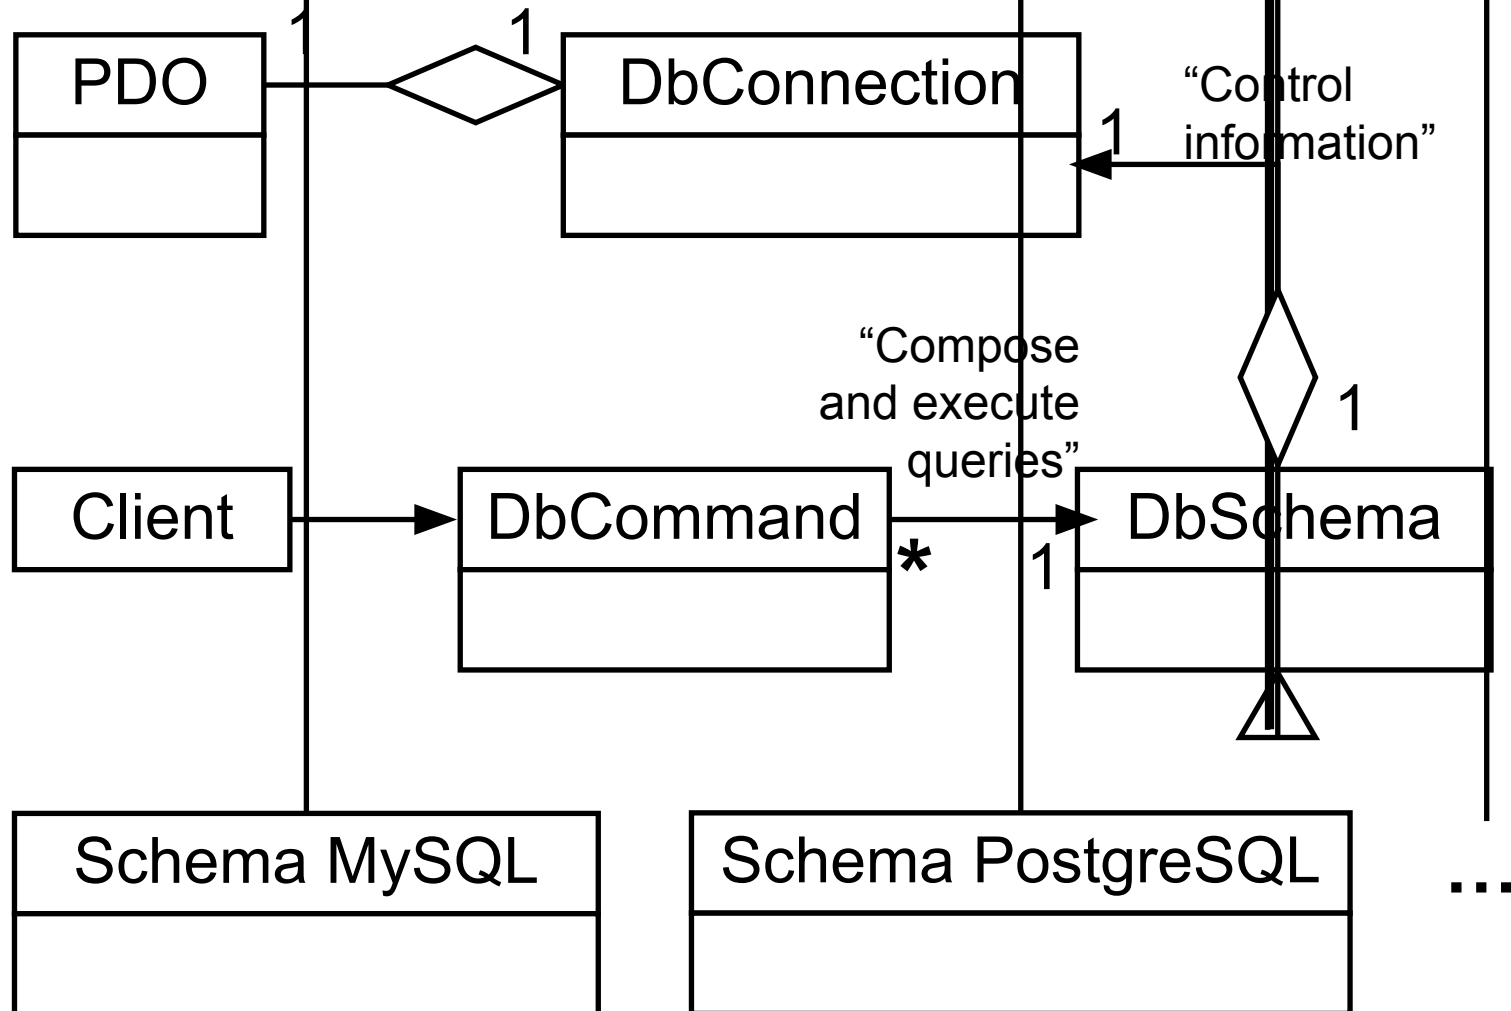 1
1
PDO
DbConnection
“Control
information”
1
“Compose
and execute
queries”
1
Client
DbCommand
DbSchema
*
1
Schema MySQL
Schema PostgreSQL
...